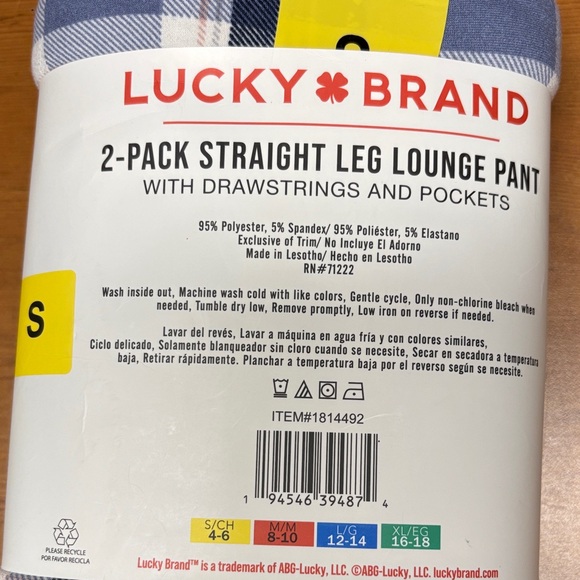 S
LUCKY BRAND
2-PACK STRAIGHT LEG LOUNGE PANT
WITH DRAWSTRINGS AND POCKETS
95% Polyester, 5% Spandex/ 95% Poliéster, 5% Elastano
Exclusive of Trim/ No Incluye El Adorno
Made in Lesotho/ Hecho en Lesotho
RN#71222
S
Wash inside out, Machine wash cold with like colors, Gentle cycle, Only non-chlorine bleach when
needed, Tumble dry low, Remove promptly, Low iron on reverse if needed.
Lavar del revés, Lavar a máquina en agua fría y con colores similares,
Ciclo delicado, Solamente blanqueador sin cloro cuando se necesite, Secar en secadora a temperatura
baja, Retirar rápidamente. Planchar a temperatura baja por el reverso según se necesite.
ITEM#1814492
1 94546 39487 4
S/CH M/M L/G XL/EG
4-6 8-10 12-14 16-18
PLEASE RECYCLE
POR FAVOR RECICLA
Lucky Brand™ is a trademark of ABG-Lucky, LLC. ©ABG-Lucky, LLC. luckybrand.com